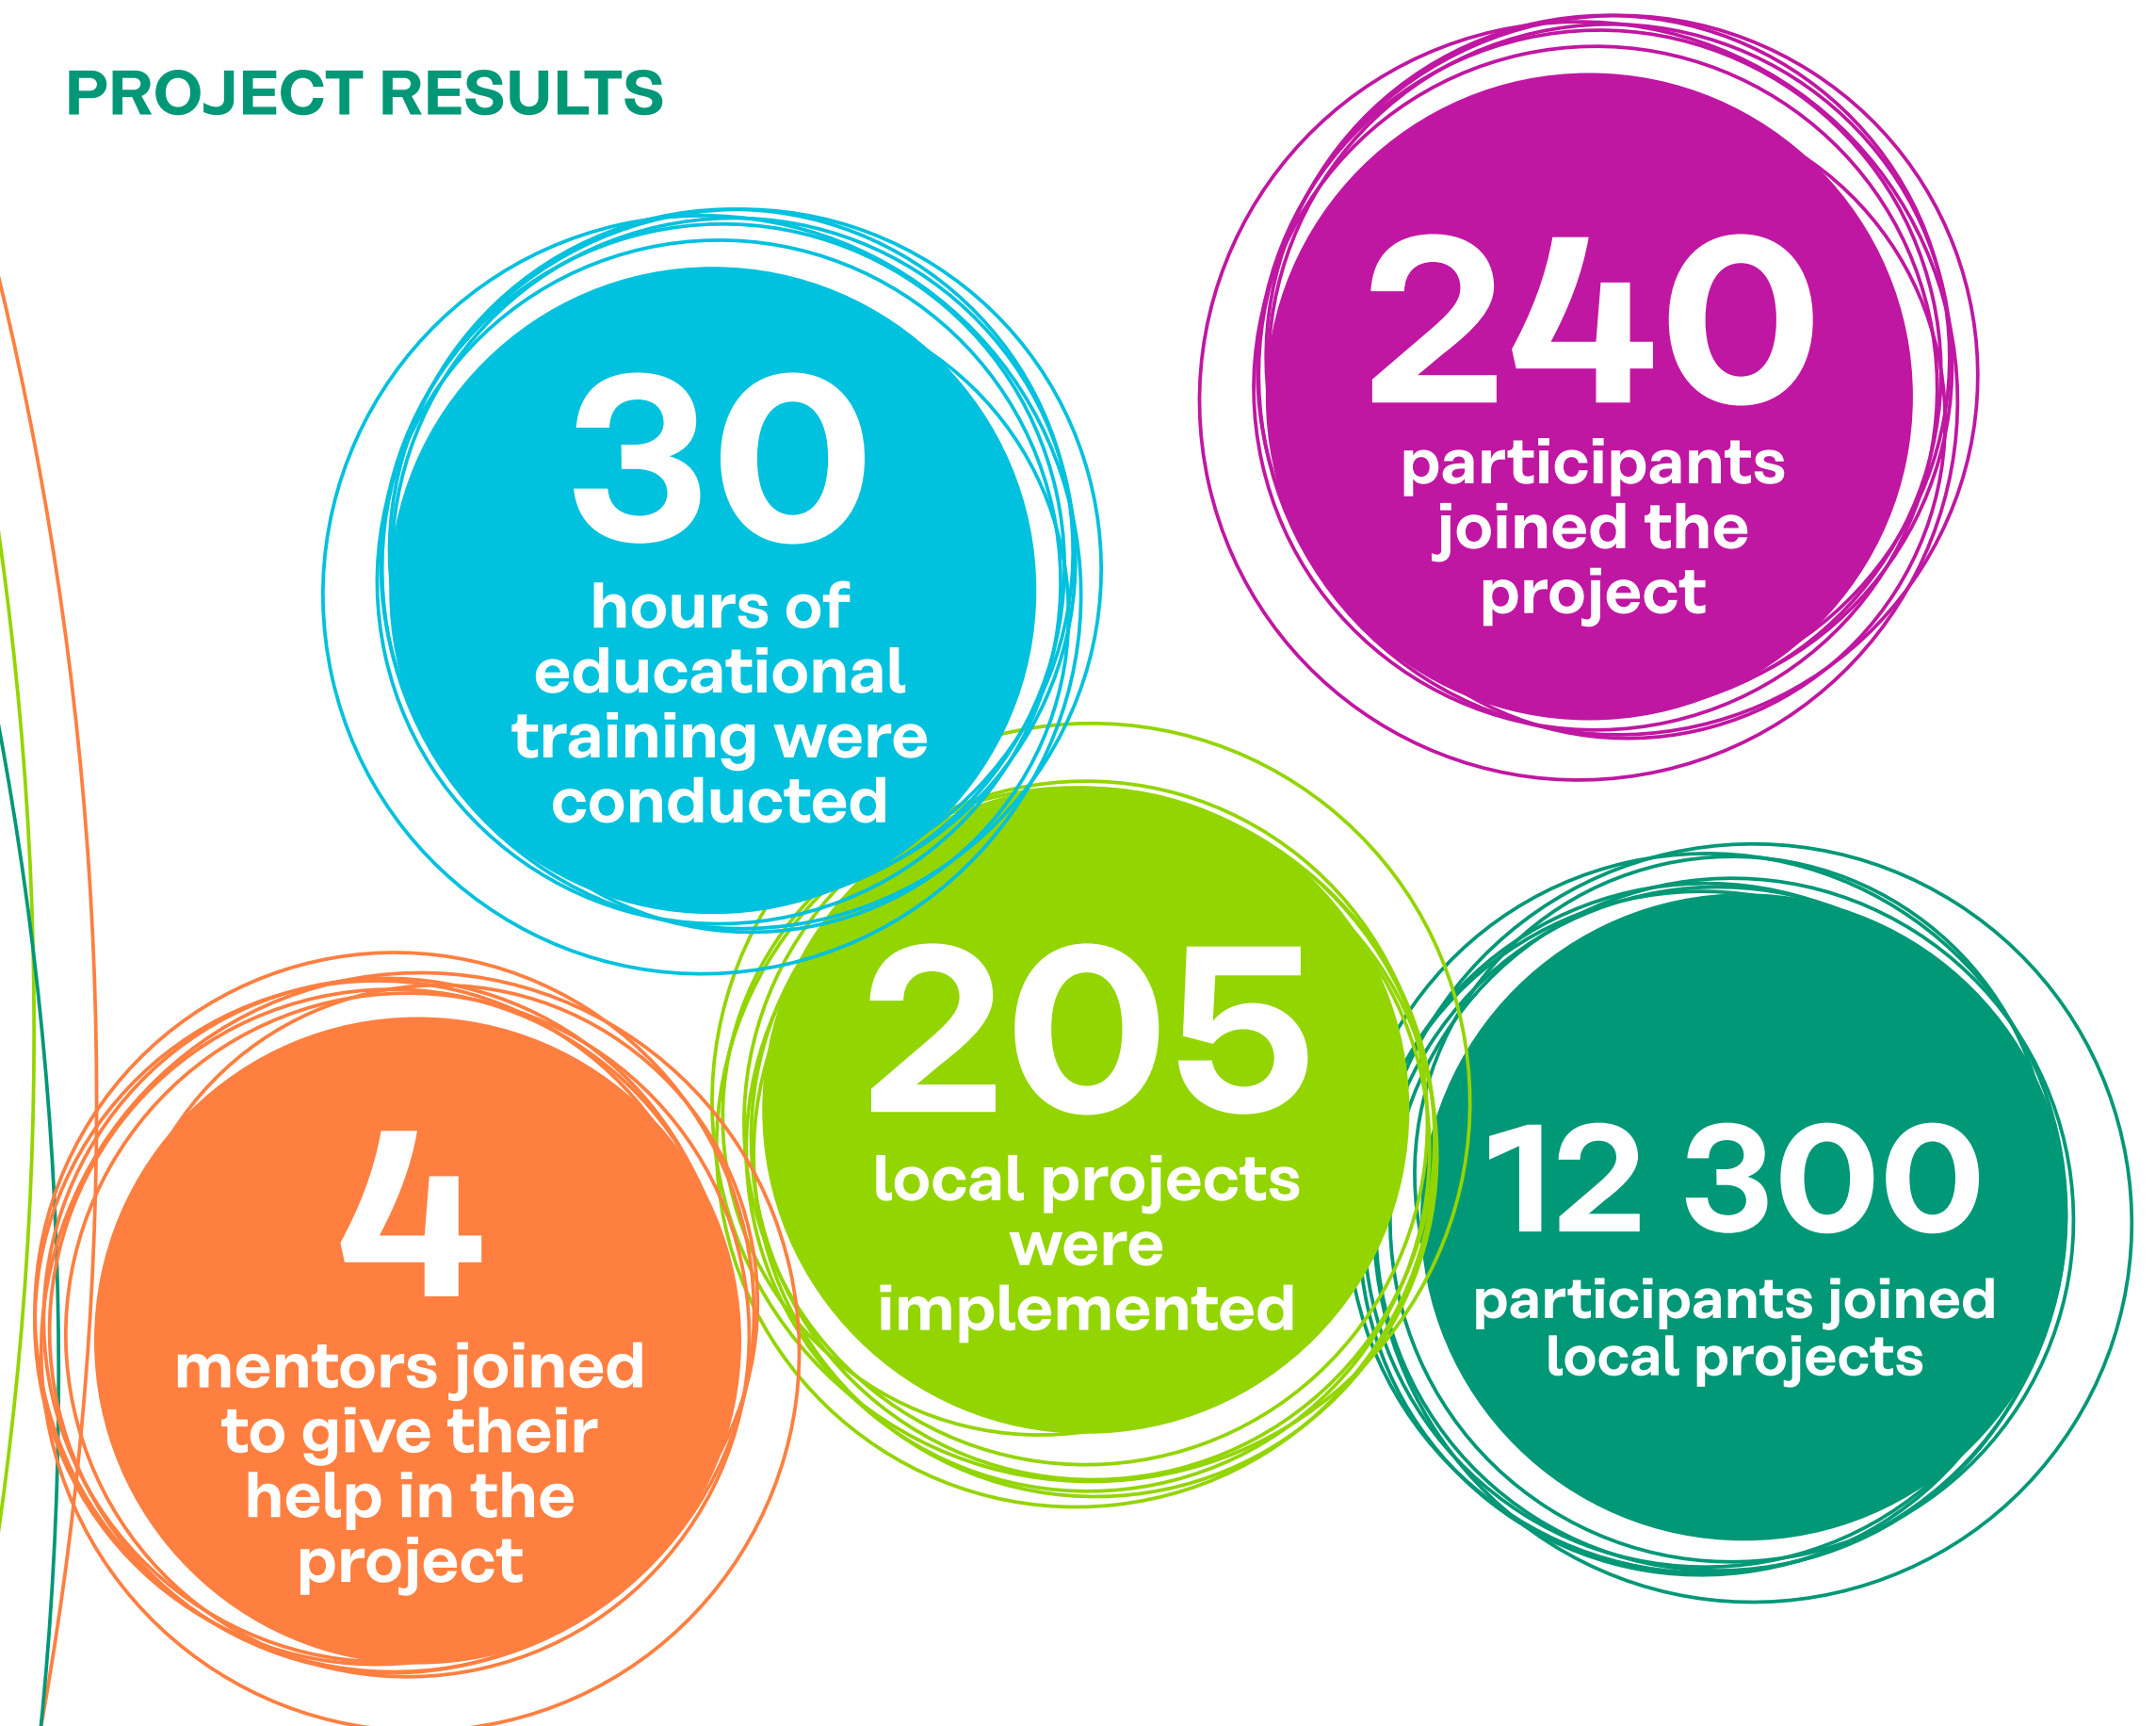 PROJECT RESULTS
240
participants
joined the
project
30
hours of
educational
training were
conducted
205
local projects
were
implemented
12 300
participants joined
local projects
4
mentors joined
to give their
help in the
project